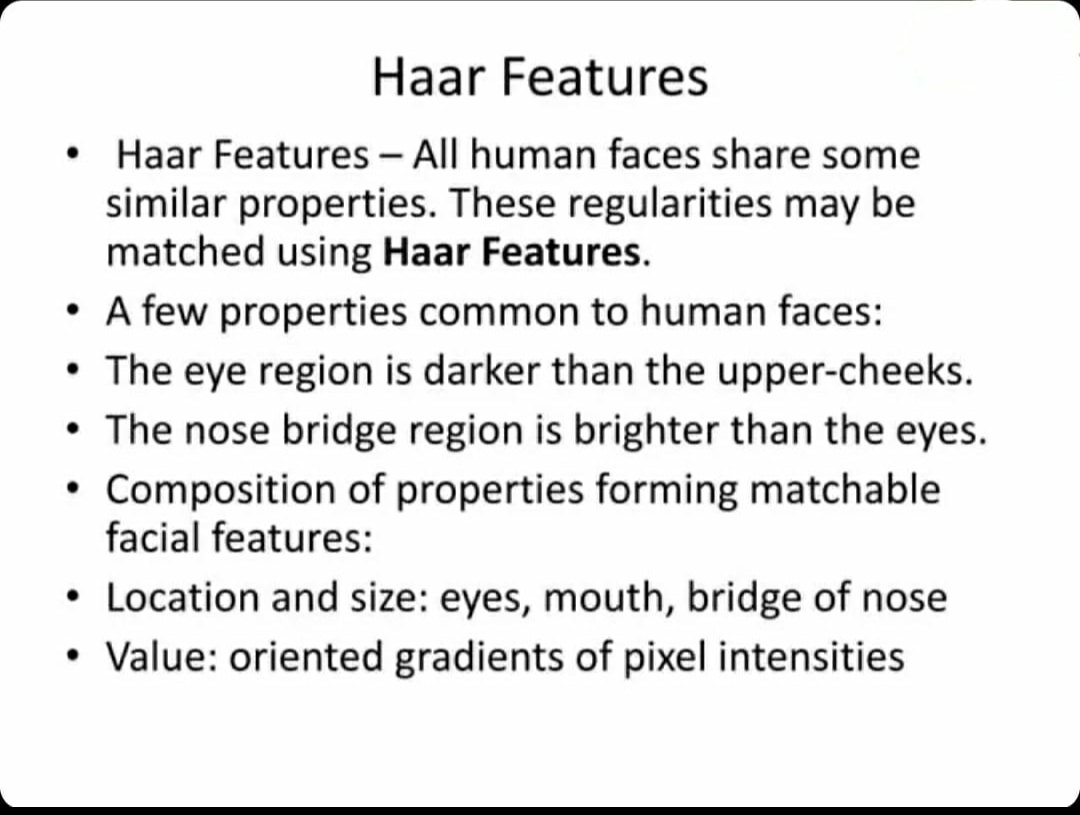 Haar Features
• Haar Features – All human faces share some
similar properties. These regularities may be
matched using Haar Features.
• A few properties common to human faces:
• The eye region is darker than the upper-cheeks.
• The nose bridge region is brighter than the eyes.
• Composition of properties forming matchable
facial features:
• Location and size: eyes, mouth, bridge of nose
• Value: oriented gradients of pixel intensities